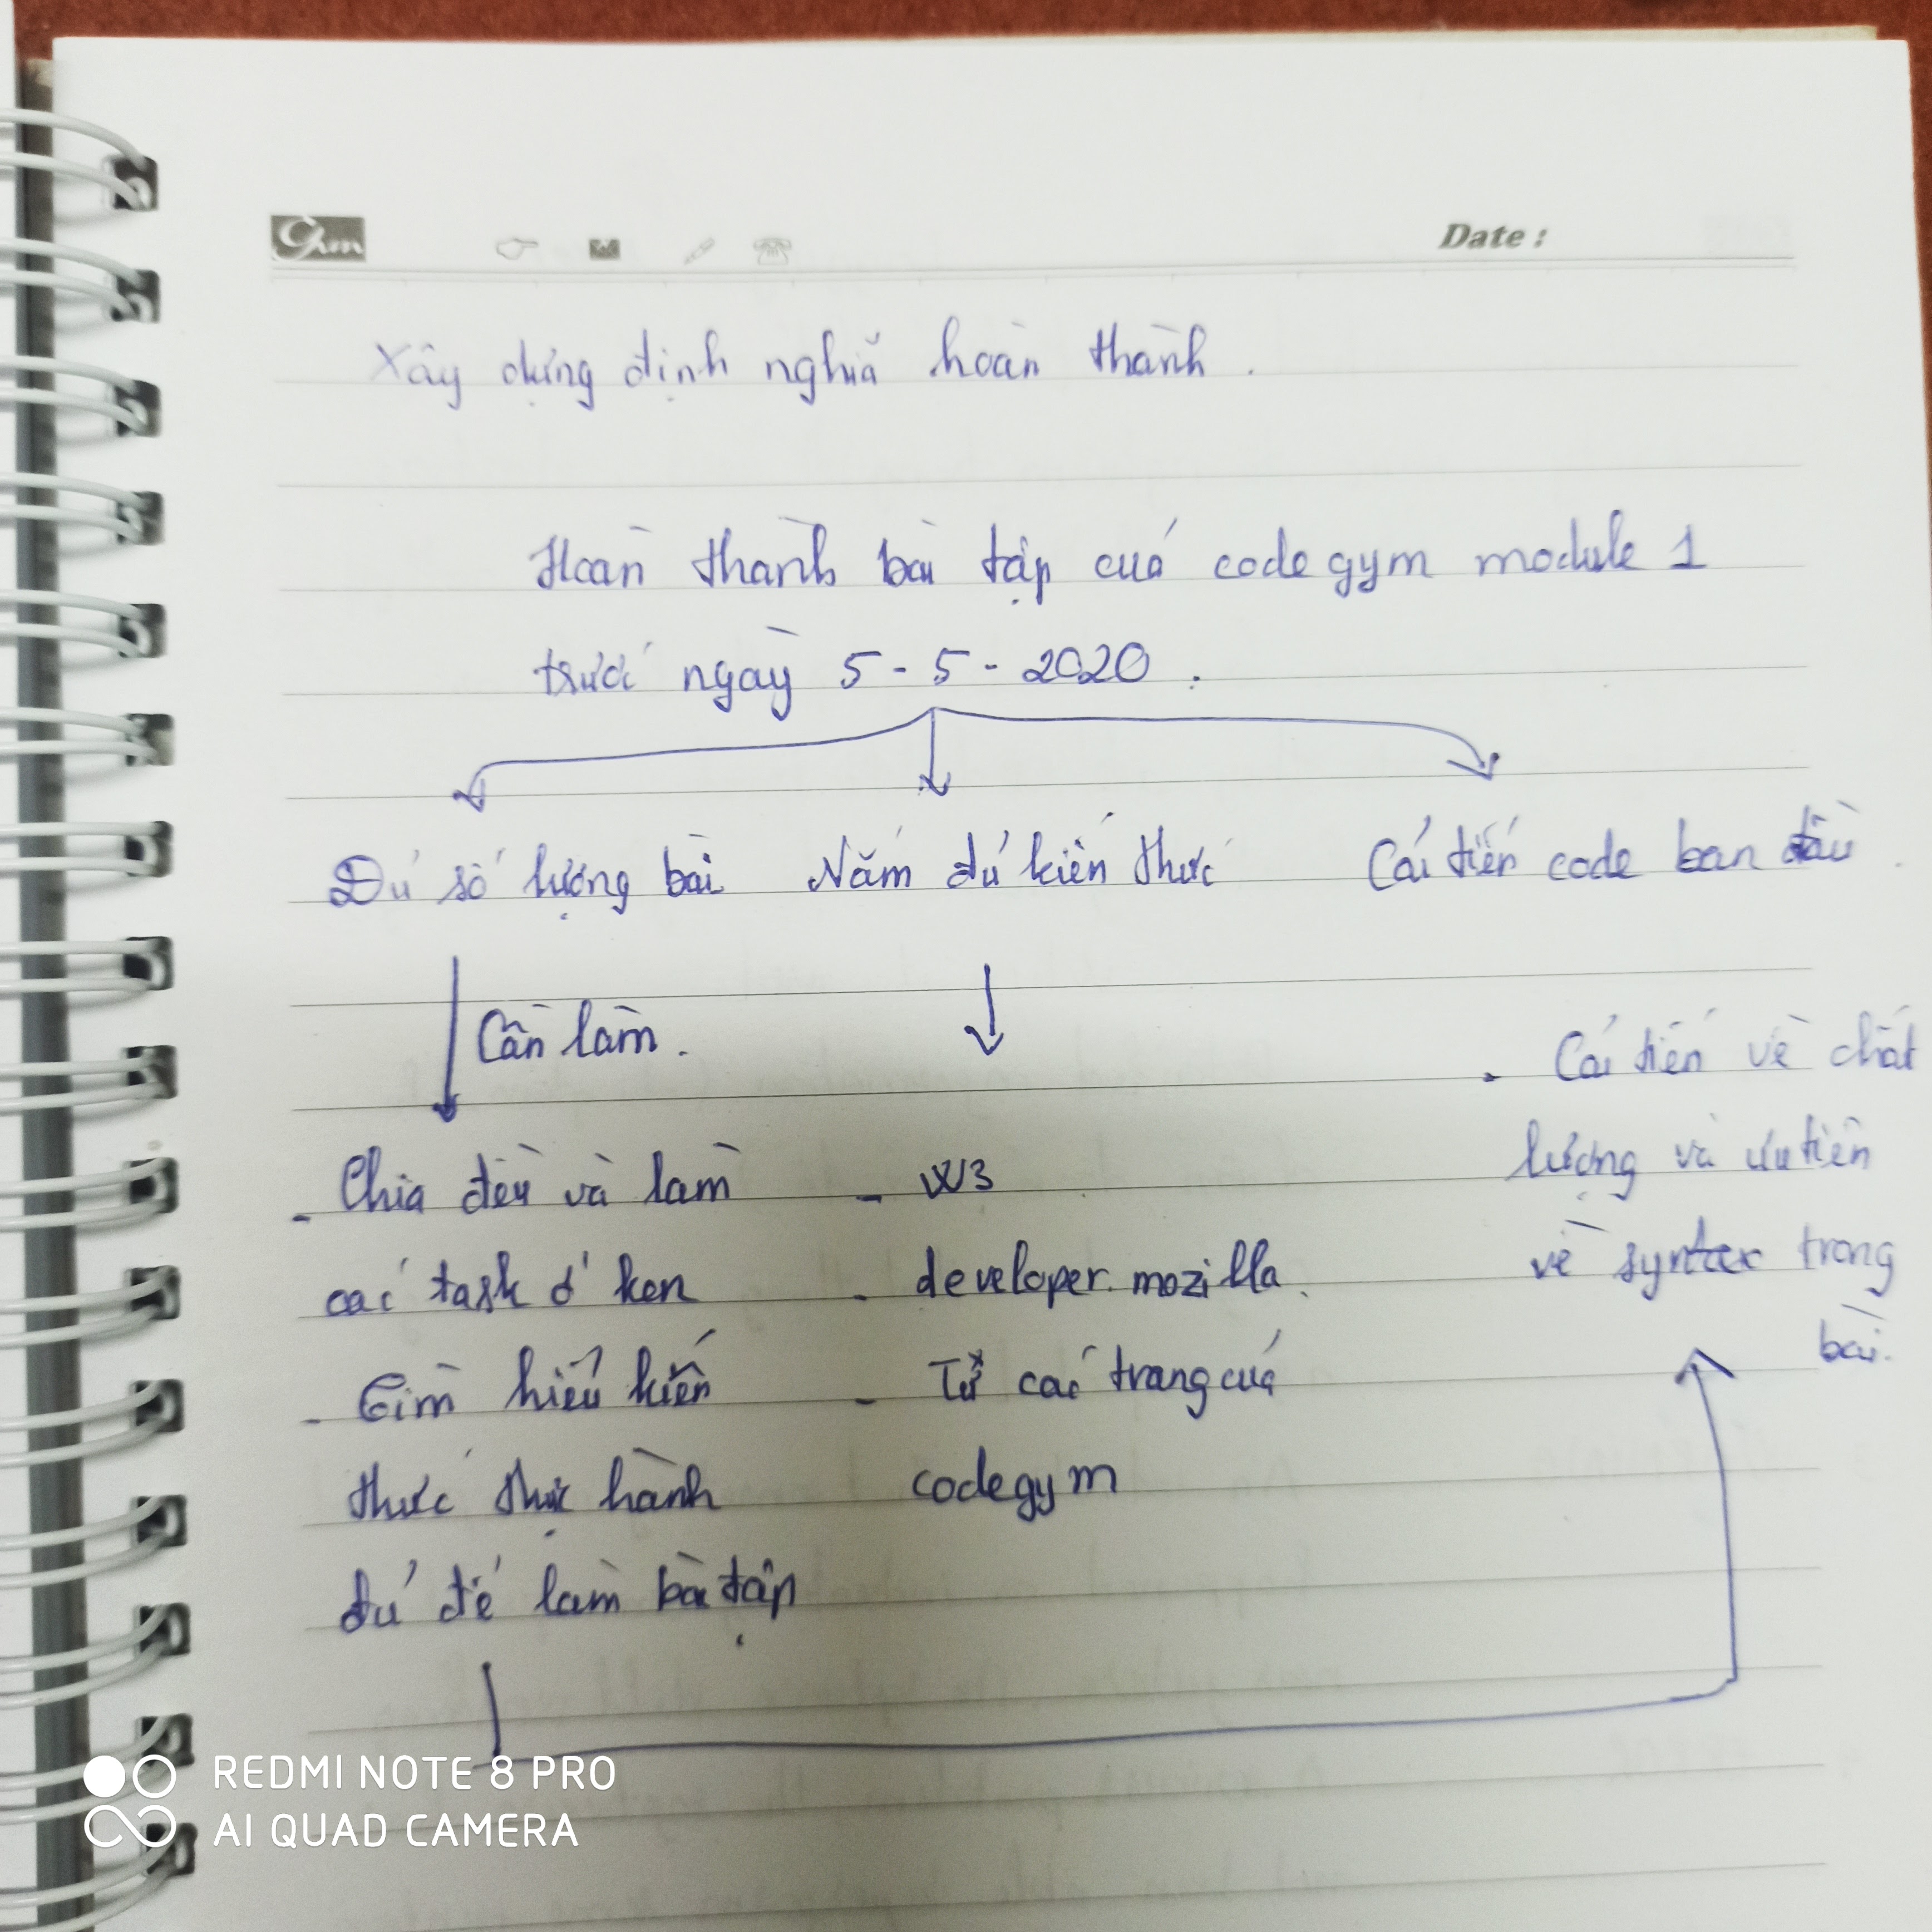 Gim
Date :
Xây dựng định nghĩa hoàn thành .
Hoàn thành bài tập của codegym module 1
trước ngày 5 - 5 - 2020 .
Đủ số lượng bài
Nắm đủ kiến thức
Cải tiến code ban đầu .
Cần làm .
- Chia đều và làm
các task ở ken
- Tìm hiểu kiến
thức thực hành
đủ để làm bài tập
- W3
- developer.mozilla.
- Từ các trang của
codegym
- Cải tiến về chất
lượng và ưu tiên
về syntex trong
bài.
REDMI NOTE 8 PRO
AI QUAD CAMERA